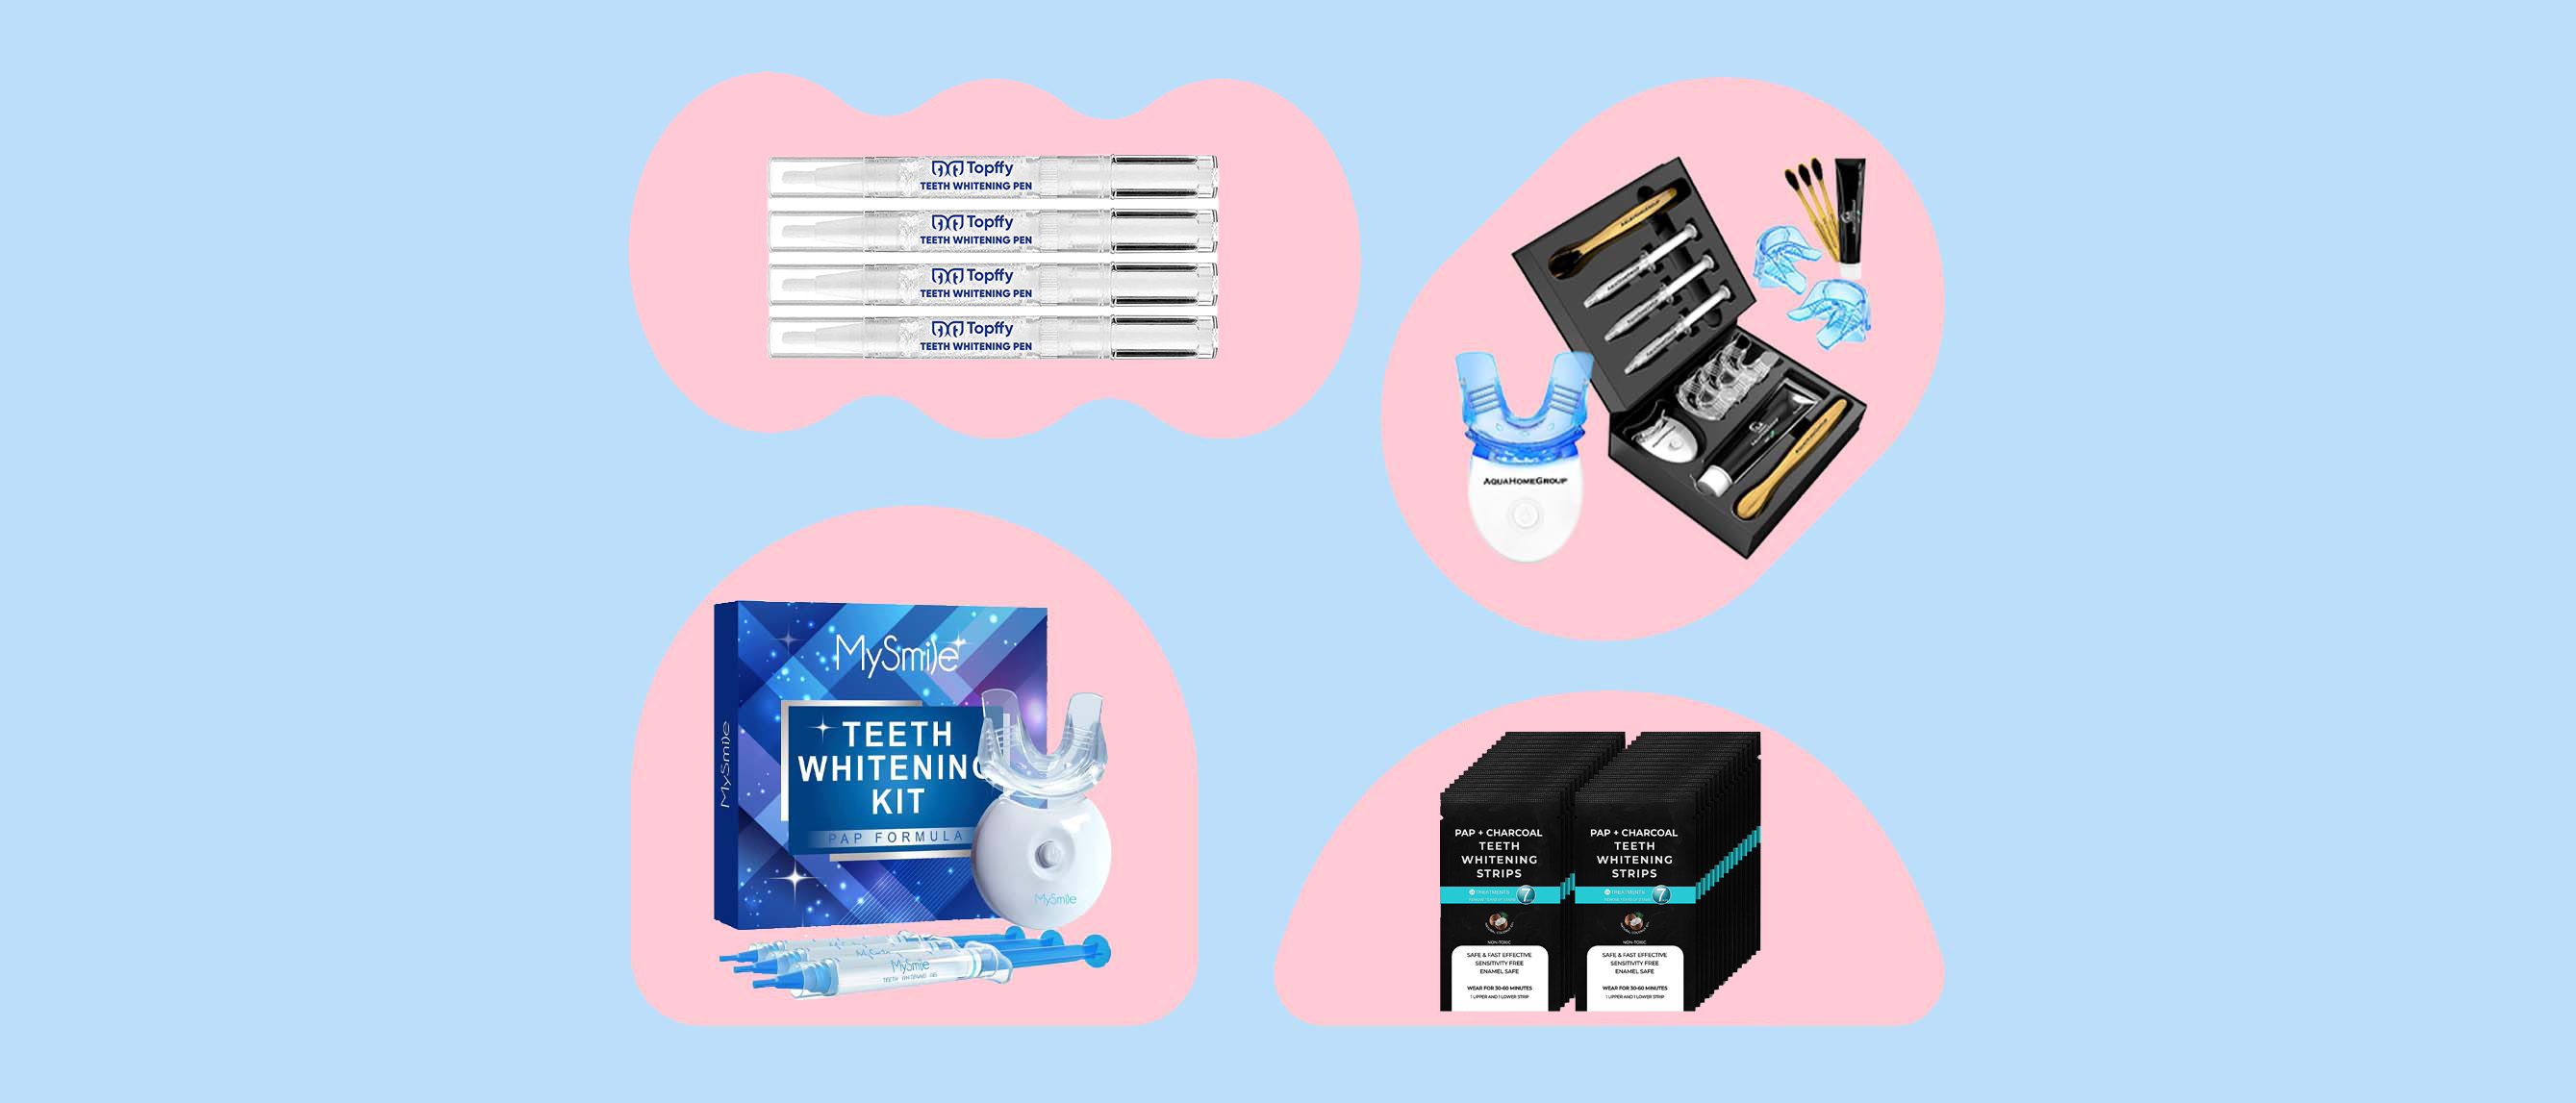 Topffy
TEETH WHITENING PEN
Topffy
TEETH WHITENING PEN
Topffy
TEETH WHITENING PEN
Topffy
TEETH WHITENING PEN
AQUAHOMEGROUP
MySmile
MySmile
TEETH
WHITENING
KIT
PAP FORMULA
MySmile
MySmile
PAP + CHARCOAL
TEETH
WHITENING
STRIPS
TREATMENTS
7
NON-TOXIC
SAFE & FAST EFFECTIVE
SENSITIVITY FREE
ENAMEL SAFE
WEAR FOR 30-60 MINUTES
1 UPPER AND 1 LOWER STRIP
PAP + CHARCOAL
TEETH
WHITENING
STRIPS
TREATMENTS
7
NON-TOXIC
SAFE & FAST EFFECTIVE
SENSITIVITY FREE
ENAMEL SAFE
WEAR FOR 30-60 MINUTES
1 UPPER AND 1 LOWER STRIP